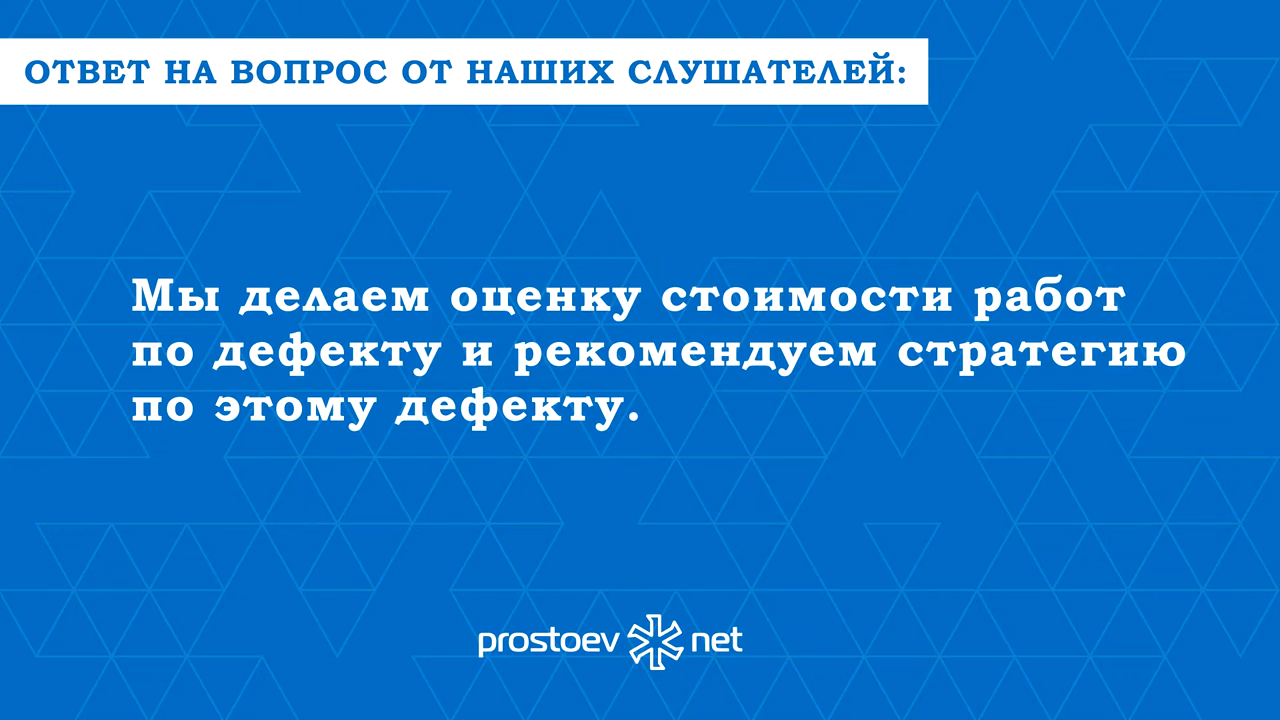 ОТВЕТ НА ВОПРОС ОТ НАШИХ СЛУШАТЕЛЕЙ:
Мы делаем оценку стоимости работ
по дефекту и рекомендуем стратегию
по этому дефекту.
prostoev net